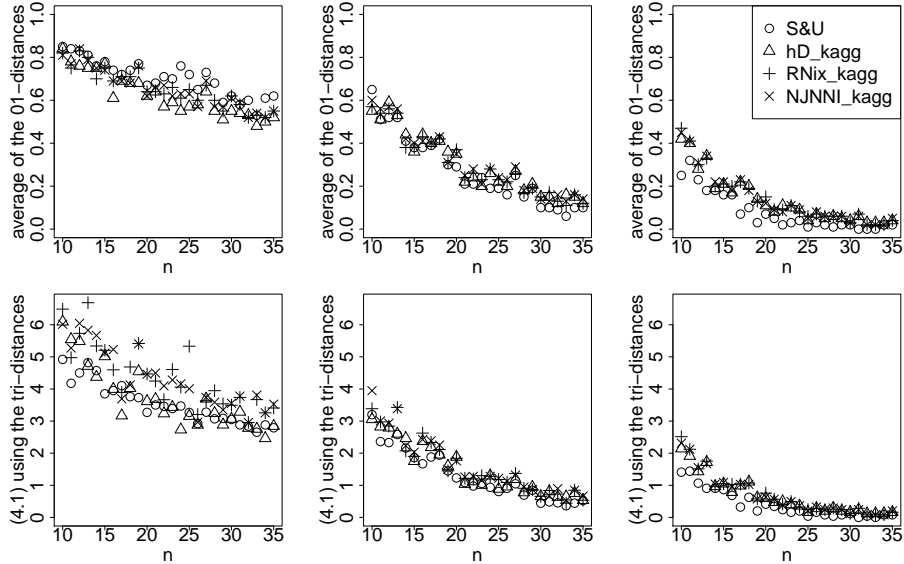 average of the 01−distances
0.0 0.2 0.4 0.6 0.8 1.0
10 15 20 25 30 35
n
av0
0.0 0.2 0.4 0.6 0.8 1.0
10 15 20 25 30 35
n
average of the 01−distances
0.0 0.2 0.4 0.6 0.8 1.0
10 15 20 25 30 35
n
S&U
hD_kagg
RNix_kagg
NJNNI_kagg
(4.1) using the tri−distances
0 1 2 3 4 5 6
10 15 20 25 30 35
n
(4.1) using the tri−distances
0 1 2 3 4 5 6
10 15 20 25 30 35
n
(4.1) using the tri−distances
0 1 2 3 4 5 6
10 15 20 25 30 35
n